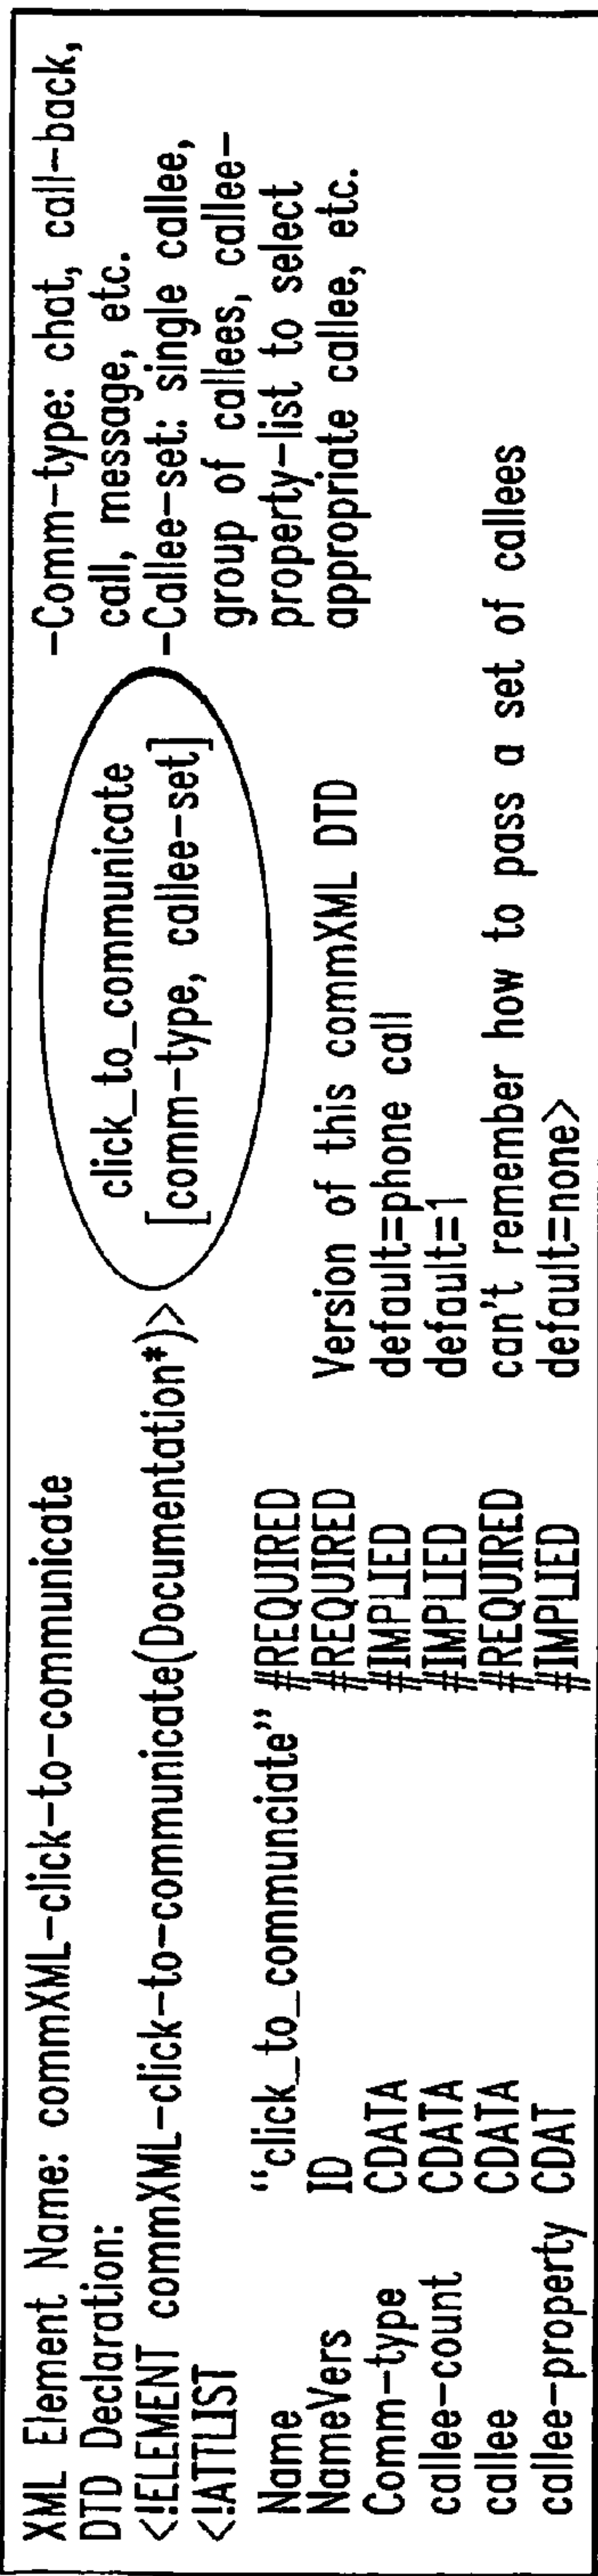 XML Element Name: commXML-click-to-communicate
DTD Declaration:
<!ELEMENT commXML-click-to-communicate(Documentation*)>
<!ATTLIST
Name "click_to_communciate" #REQUIRED
NameVers ID #REQUIRED Version of this commXML DTD
Comm-type CDATA #IMPLIED default=phone call
callee-count CDATA #IMPLIED default=1
callee CDATA #REQUIRED can't remember how to pass a set of callees
callee-property CDAT #IMPLIED default=none>
click_to_communicate
[comm-type, callee-set]
-Comm-type: chat, call-back,
call, message, etc.
-Callee-set: single callee,
group of callees, callee-
property-list to select
appropriate callee, etc.